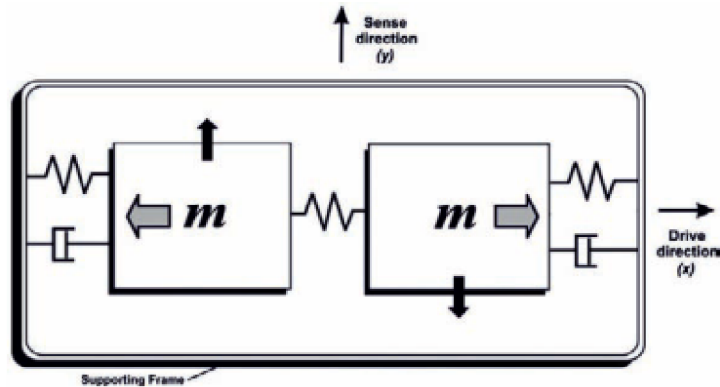 Sense
direction
(y)
m
m
Drive
direction
(x)
Supporting Frame